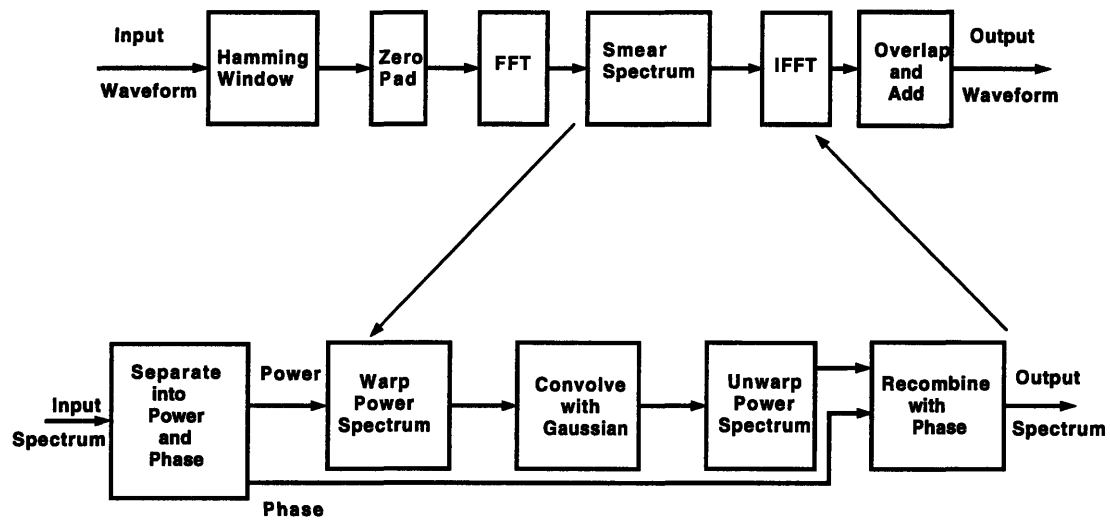 Input
Waveform
Hamming
Window
Zero
Pad
FFT
Smear
Spectrum
IFFT
Overlap
and
Add
Output
Waveform
Input
Spectrum
Separate
into
Power
and
Phase
Power
Phase
Warp
Power
Spectrum
Convolve
with
Gaussian
Unwarp
Power
Spectrum
Recombine
with
Phase
Output
Spectrum